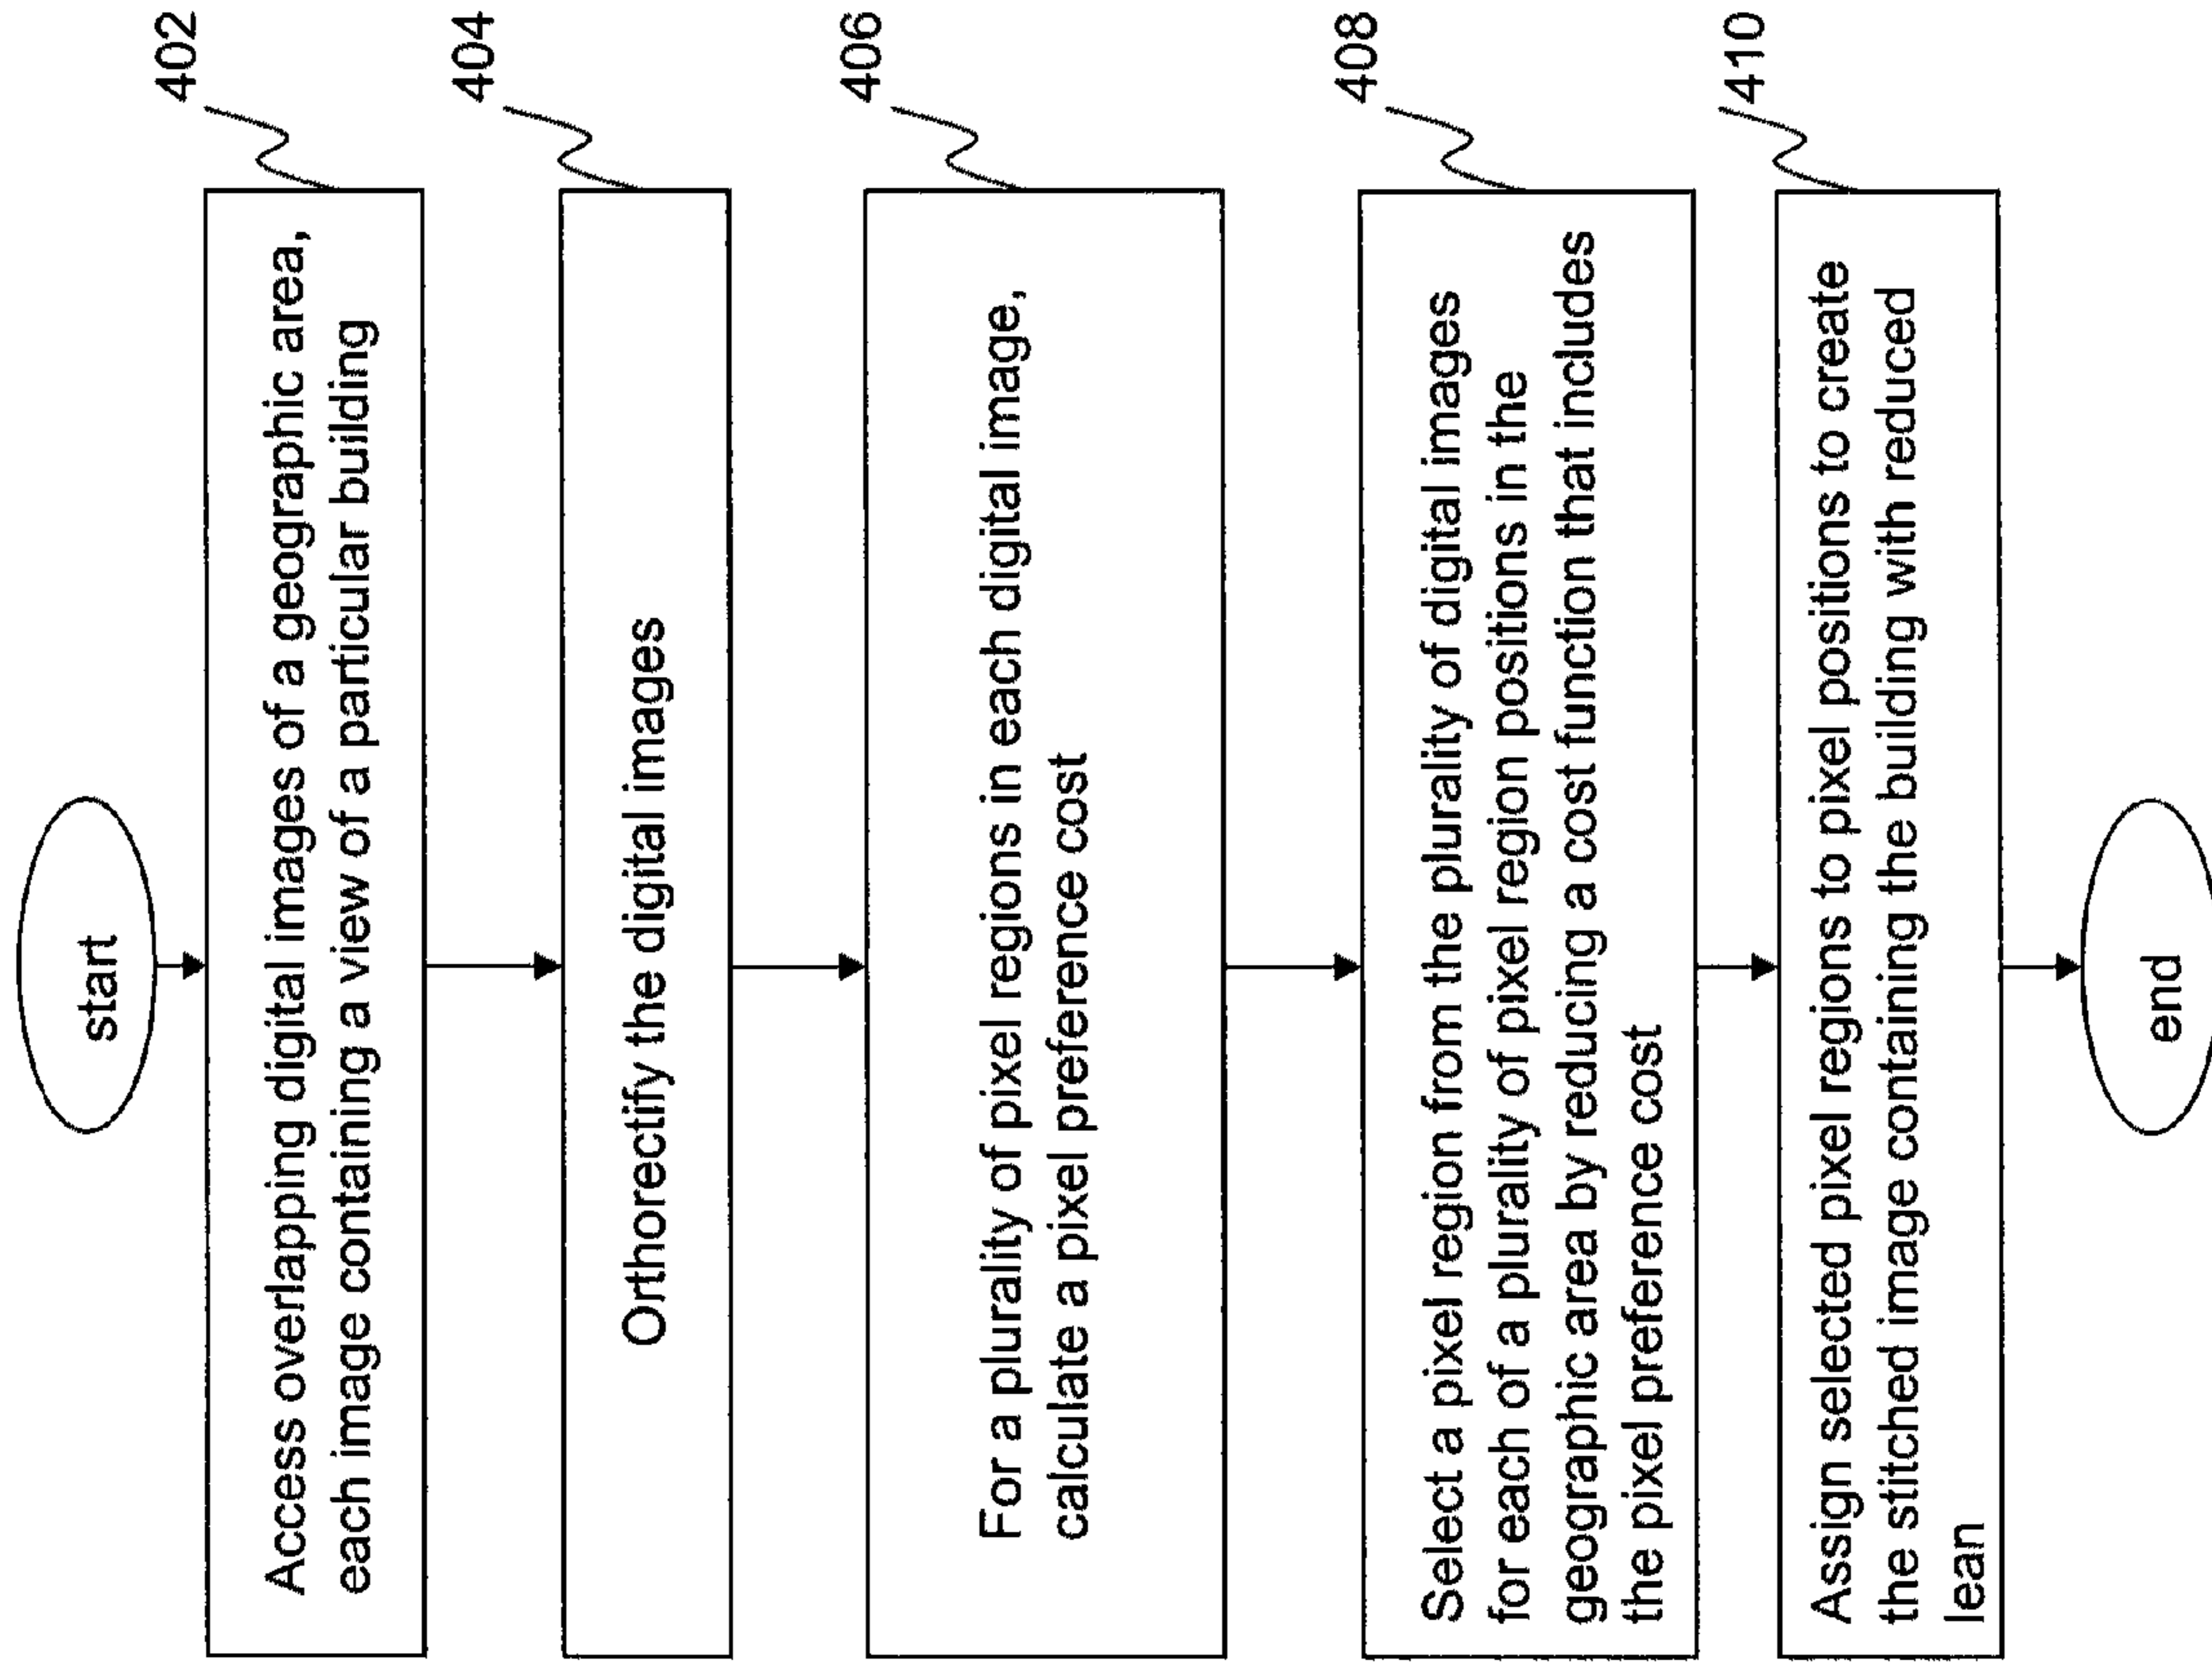 start
402
Access overlapping digital images of a geographic area,
each image containing a view of a particular building
404
Orthorectify the digital images
406
For a plurality of pixel regions in each digital image,
calculate a pixel preference cost
408
Select a pixel region from the plurality of digital images
for each of a plurality of pixel region positions in the
geographic area by reducing a cost function that includes
the pixel preference cost
410
Assign selected pixel regions to pixel positions to create
the stitched image containing the building with reduced
lean
end